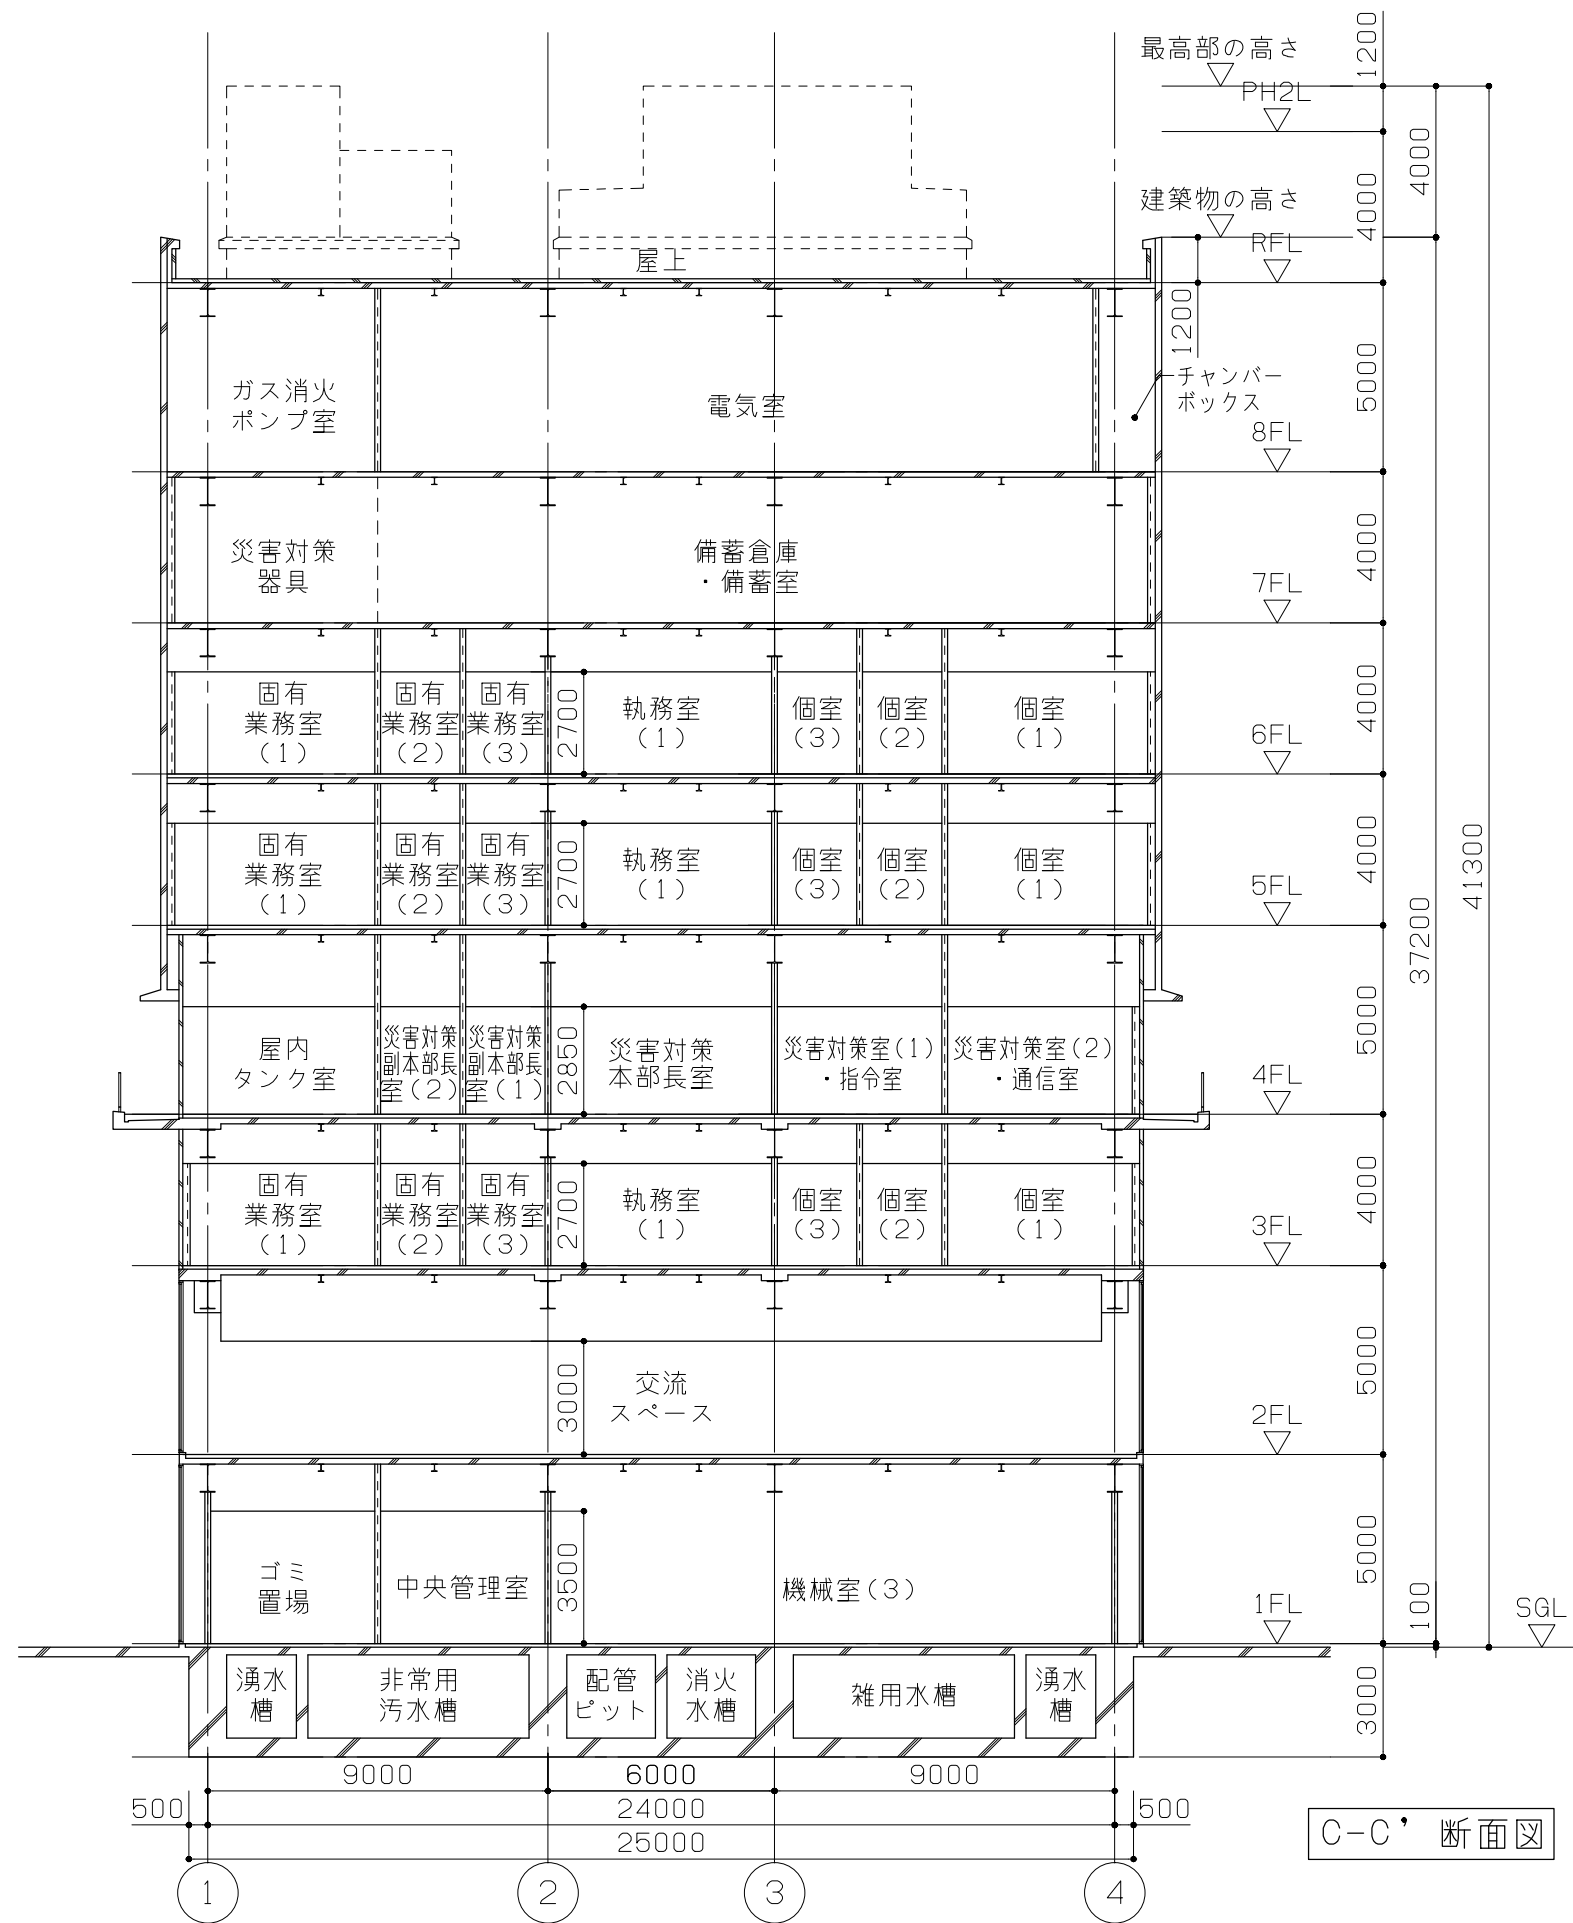 最高部の高さ
1200
PH2L
4000
建築物の高さ
4000
RFL
屋上
1200
チャンバー
ボックス
5000
ガス消火
ポンプ室
電気室
8FL
災害対策
器具
備蓄倉庫
・備蓄室
4000
7FL
固有
業務室
(1)
固有
業務室
(2)
固有
業務室
(3)
2700
執務室
(1)
個室
(3)
個室
(2)
個室
(1)
4000
6FL
固有
業務室
(1)
固有
業務室
(2)
固有
業務室
(3)
2700
執務室
(1)
個室
(3)
個室
(2)
個室
(1)
4000
5FL
41300
37200
屋内
タンク室
災害対策
副本部長
室(2)
災害対策
副本部長
室(1)
2850
災害対策
本部長室
災害対策室(1)
・指令室
災害対策室(2)
・通信室
5000
4FL
固有
業務室
(1)
固有
業務室
(2)
固有
業務室
(3)
2700
執務室
(1)
個室
(3)
個室
(2)
個室
(1)
4000
3FL
3000
交流
スペース
5000
2FL
ゴミ
置場
中央管理室
3500
機械室(3)
5000
1FL
100
SGL
湧水
槽
非常用
汚水槽
配管
ピット
消火
水槽
雑用水槽
湧水
槽
3000
9000
6000
9000
500
24000
500
25000
C-C' 断面図
1
2
3
4